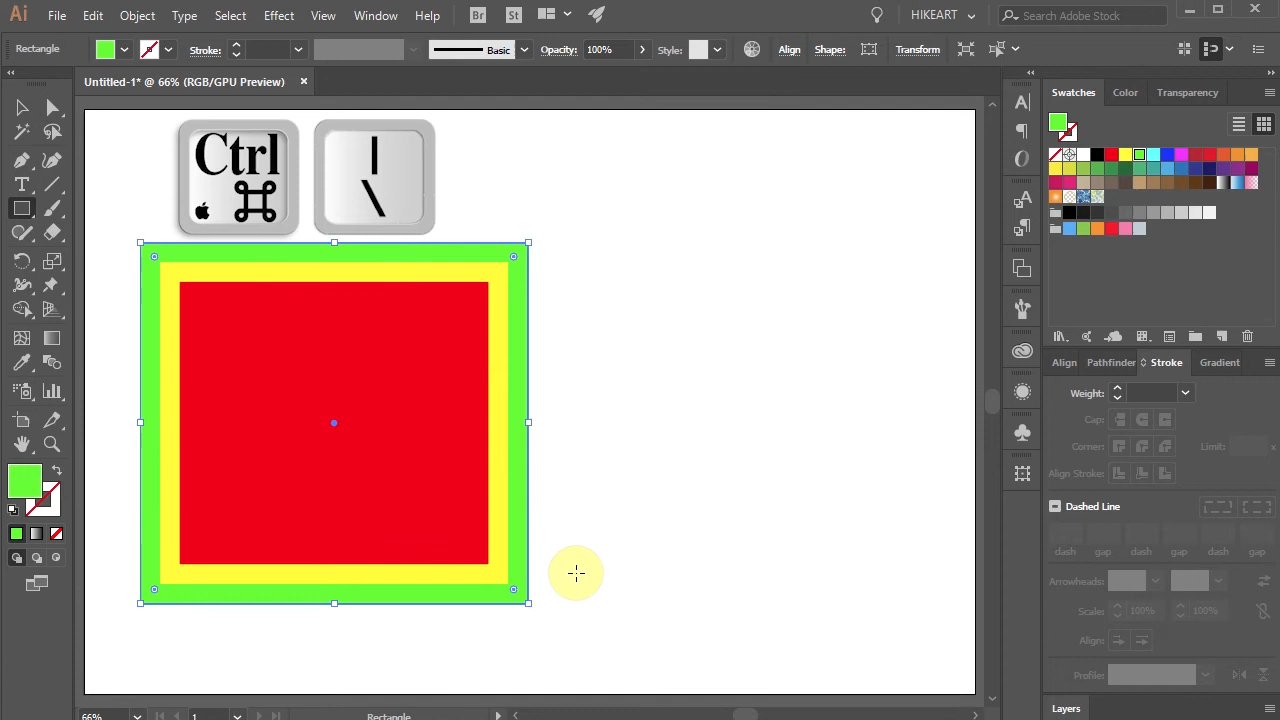 Ai File Edit Object Type Select Effect View Window Help Br St HIKEART Search Adobe Stock
Rectangle Stroke: Basic Opacity: 100% Style: Align Shape: Transform
Untitled-1* @ 66% (RGB/GPU Preview)
Swatches Color Transparency
Ctrl
|
\
Align Pathfinder Stroke Gradient
Weight:
Cap:
Corner: Limit: x
Align Stroke:
Dashed Line
dash gap dash gap dash gap
Arrowheads:
Scale: 100% 100%
Align:
Profile:
Layers
66% 1 Rectangle